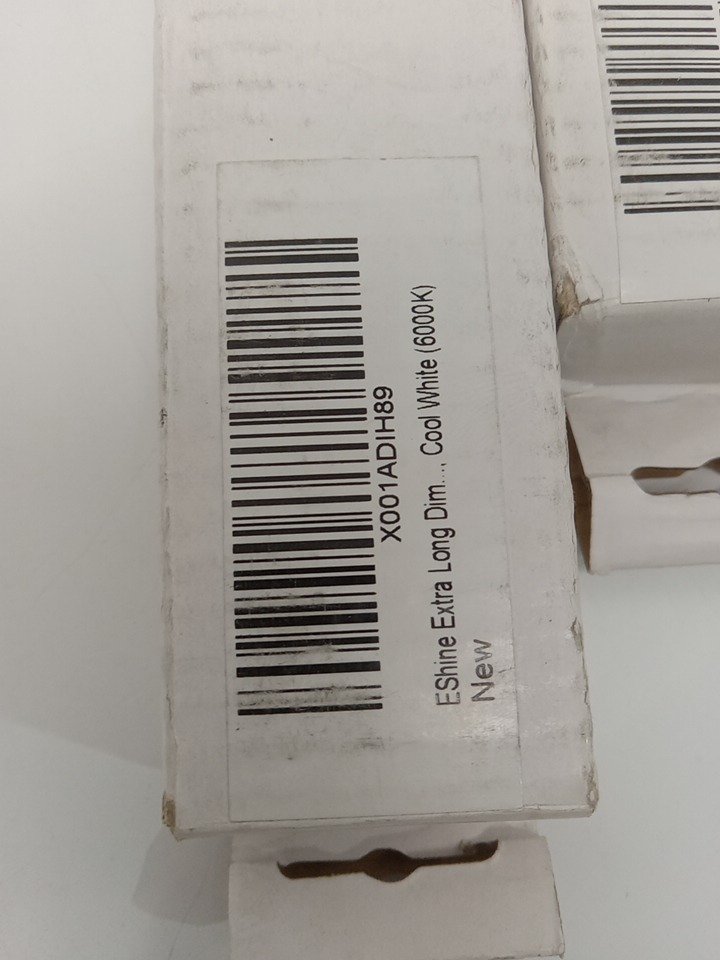 X001ADIH89
EShine Extra Long Dim..., Cool White (6000K)
New